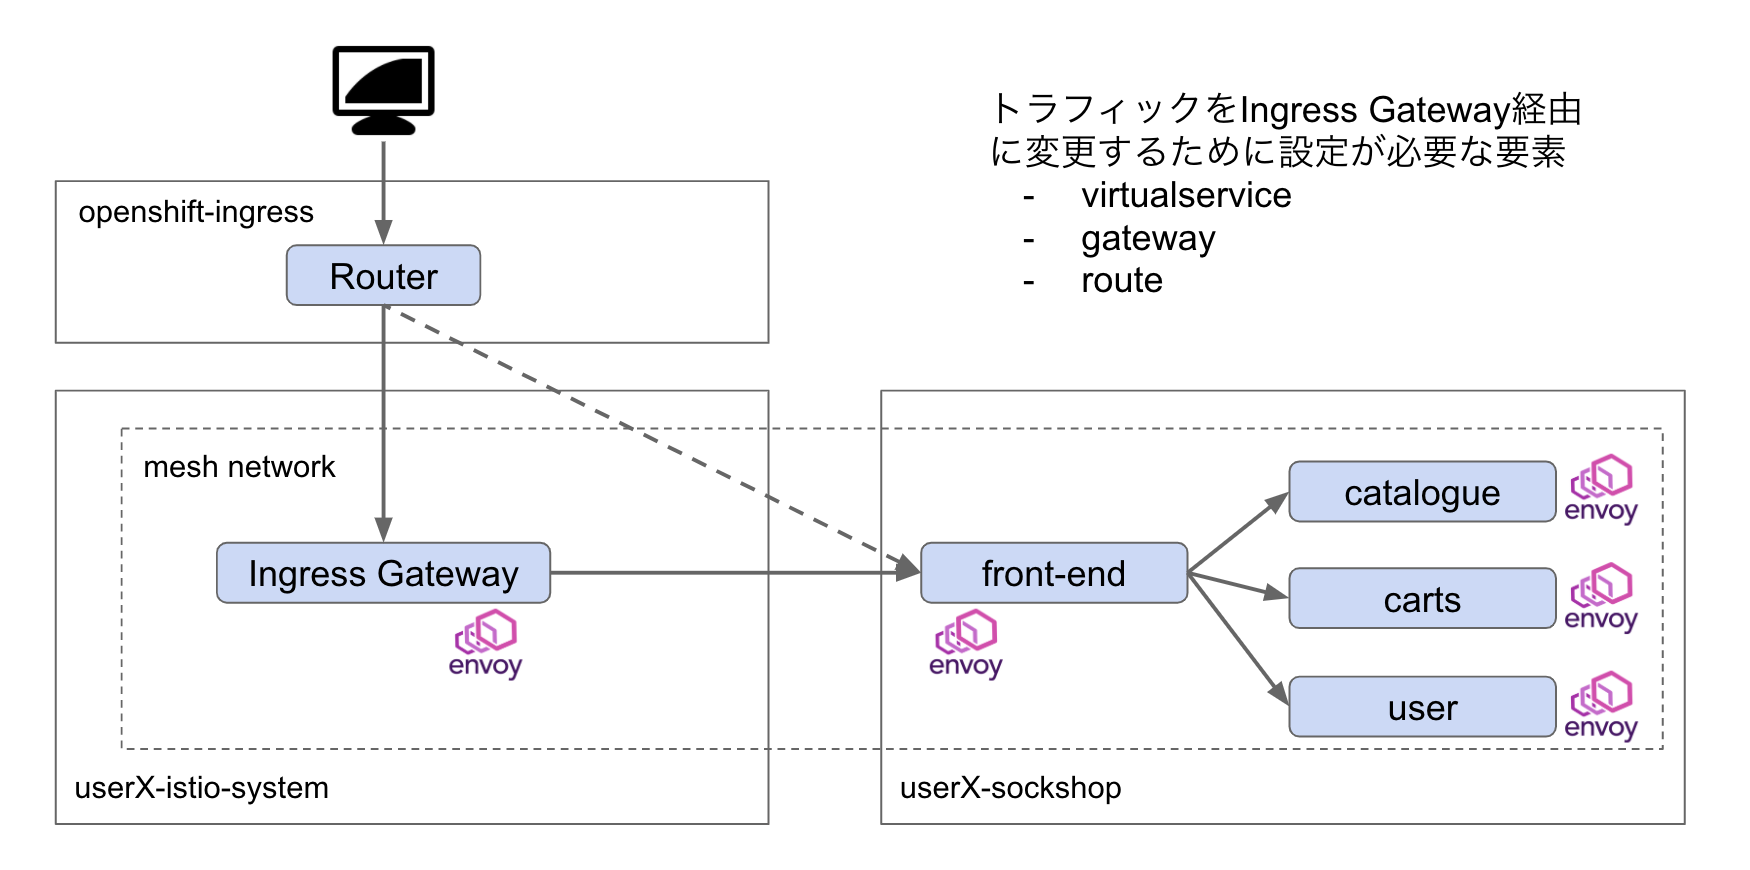 トラフィックをIngress Gateway経由
に変更するために設定が必要な要素
- virtualservice
- gateway
- route
openshift-ingress
Router
mesh network
Ingress Gateway
envoy
userX-istio-system
front-end
envoy
catalogue
envoy
carts
envoy
user
envoy
userX-sockshop